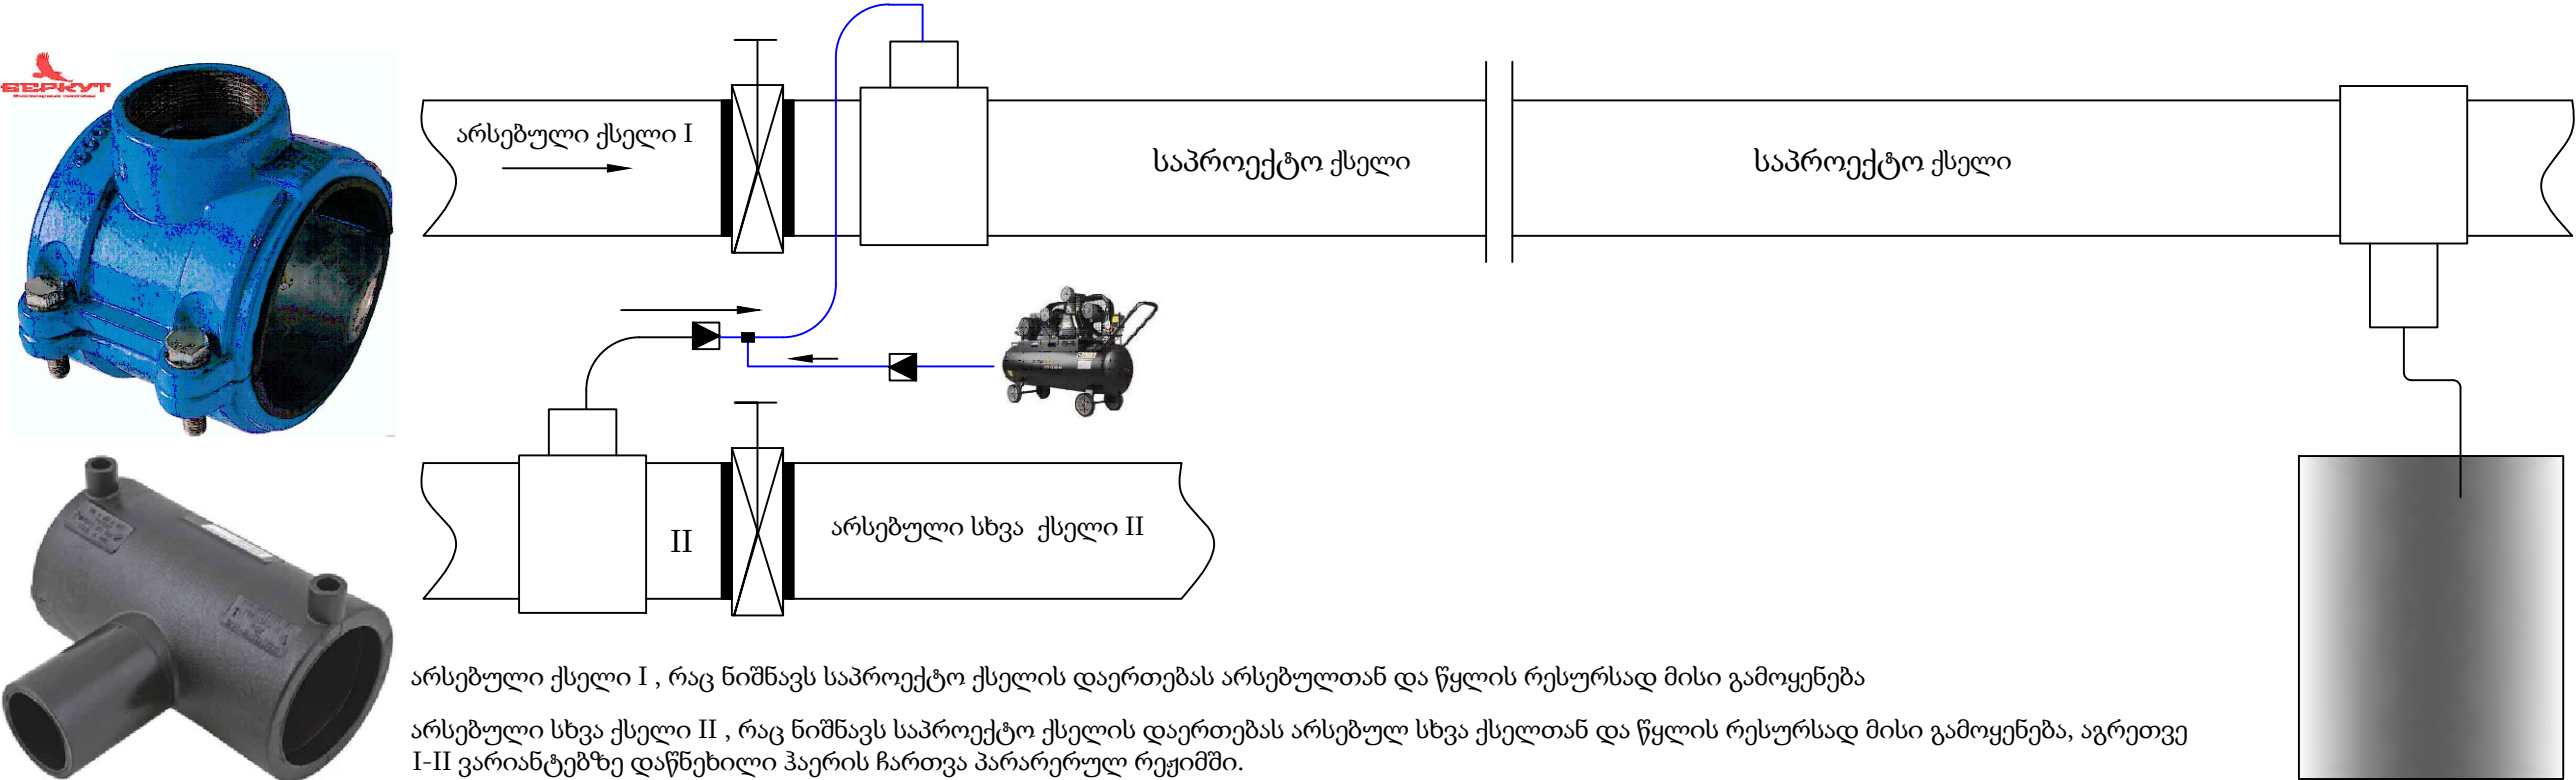 БЕРКУТ
არსებული ქსელი I
საპროექტო ქსელი
საპროექტო ქსელი
II
არსებული სხვა ქსელი II
არსებული ქსელი I , რაც ნიშნავს საპროექტო ქსელის დაერთებას არსებულთან და წყლის რესურსად მისი გამოყენება
არსებული სხვა ქსელი II , რაც ნიშნავს საპროექტო ქსელის დაერთებას არსებულ სხვა ქსელთან და წყლის რესურსად მისი გამოყენება, აგრეთვე
I-II ვარიანტებზე დაწნეხილი ჰაერის ჩართვა პარარერულ რეჟიმში.